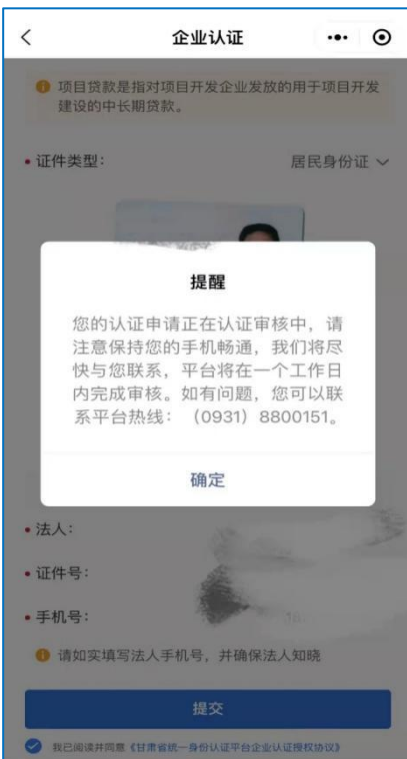 企业认证
项目贷款是指对项目开发企业发放的用于项目开发
建设的中长期贷款。
证件类型:
居民身份证
提醒
您的认证申请正在认证审核中，请
注意保持您的手机畅通，我们将尽
快与您联系，平台将在一个工作日
内完成审核。如有问题，您可以联
系平台热线：（0931）8800151。
确定
法人:
证件号:
手机号:
请如实填写法人手机号，并确保法人知晓
提交
我已阅读并同意《甘肃省统一身份认证平台企业认证授权协议》